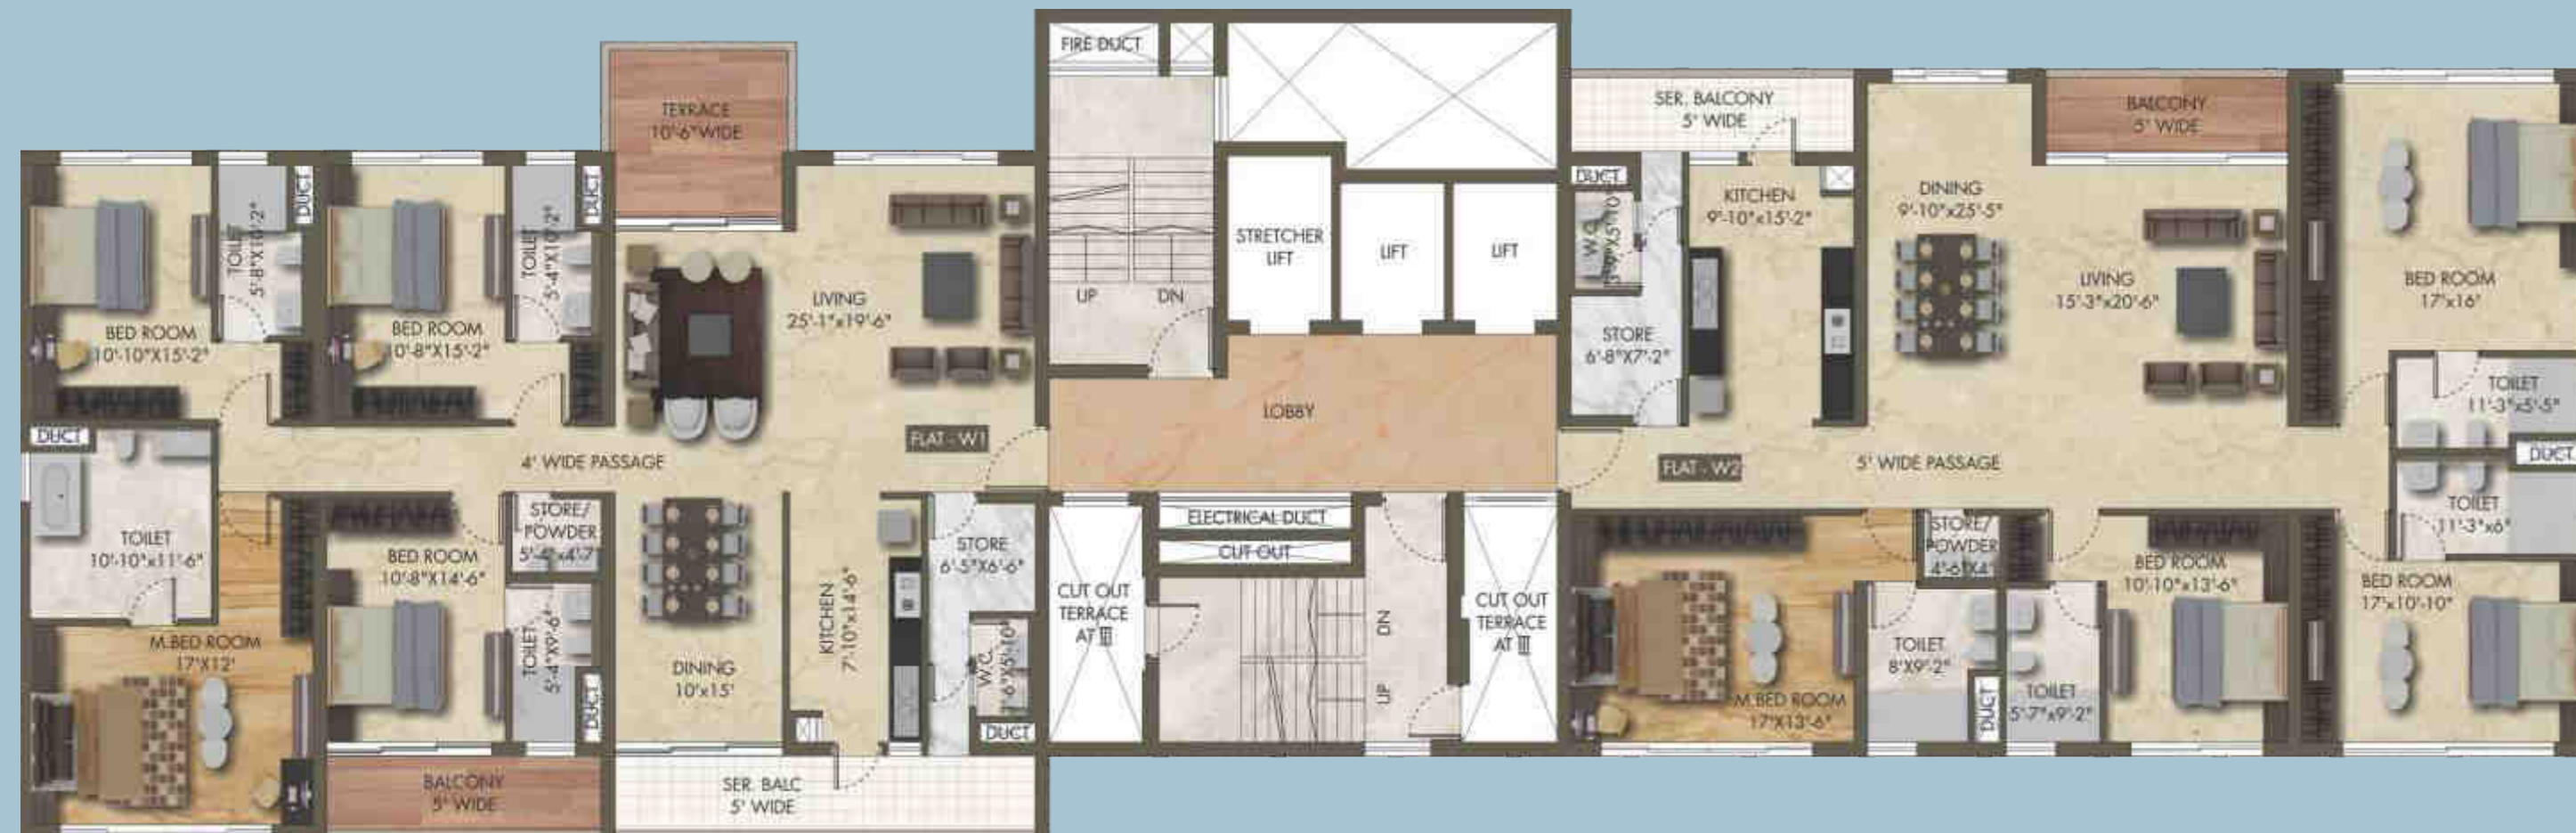 FIRE DUCT
TERRACE
10'-6" WIDE
SER. BALCONY
5' WIDE
BALCONY
5' WIDE
DUCT
TOILET
5'-8"X10'-2"
BED ROOM
10'-10"X15'-2"
DUCT
TOILET
5'-4"X10'-2"
BED ROOM
10'-8"X15'-2"
LIVING
25'-1"x19'-6"
UP
DN
STRETCHER
LIFT
LIFT
LIFT
DUCT
W.C.
STORE
6'-8"X7'-2"
KITCHEN
9'-10"x15'-2"
DINING
9'-10"x25'-5"
LIVING
15'-3"x20'-6"
BED ROOM
17'x16'
TOILET
11'-3"x5'-5"
DUCT
TOILET
11'-3"x6'
LOBBY
FLAT - W1
FLAT - W2
4' WIDE PASSAGE
5' WIDE PASSAGE
DUCT
TOILET
10'-10"x11'-6"
M.BED ROOM
17'X12'
BED ROOM
10'-8"X14'-6"
STORE/
POWDER
5'-4"x4'-7"
TOILET
5'-4"X9'-6"
DUCT
DINING
10'x15'
KITCHEN
7'-10"x14'-6"
STORE
6'-5"X6'-6"
W.C.
DUCT
BALCONY
5' WIDE
SER. BALC
5' WIDE
ELECTRICAL DUCT
CUT OUT
CUT OUT
TERRACE
AT III
DN
UP
CUT OUT
TERRACE
AT III
M.BED ROOM
17'X13'-6"
STORE/
POWDER
4'-6"X4'
TOILET
8'X9'-2"
DUCT
TOILET
5'-7"x9'-2"
BED ROOM
10'-10"x13'-6"
BED ROOM
17'x10'-10"